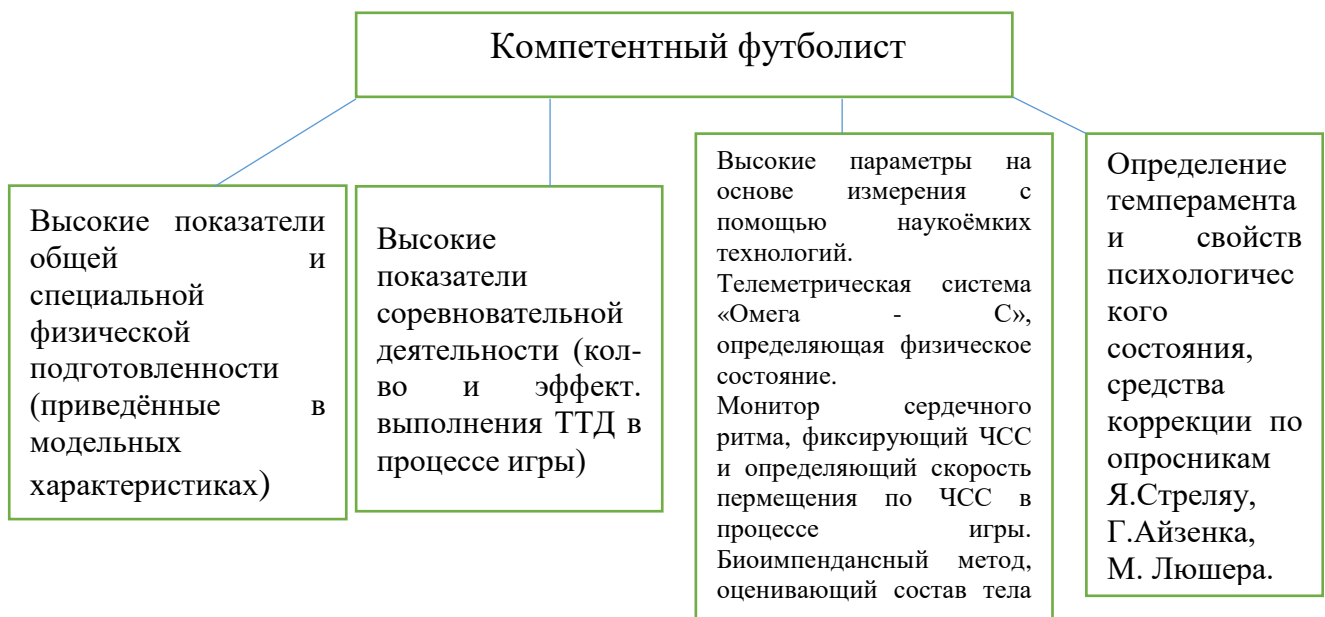 Компетентный футболист
Высокие показатели
общей и
специальной
физической
подготовленности
(приведённые в
модельных
характеристиках)
Высокие
показатели
соревновательной
деятельности (кол-
во и эффект.
выполнения ТТД в
процессе игры)
Высокие параметры на
основе измерения с
помощью наукоёмких
технологий.
Телеметрическая система
«Омега - С»,
определяющая физическое
состояние.
Монитор сердечного
ритма, фиксирующий ЧСС
и определяющий скорость
пермещения по ЧСС в
процессе игры.
Биоимпендансный метод,
оценивающий состав тела
Определение
темперамента
и свойств
психологичес
кого
состояния,
средства
коррекции по
опросникам
Я.Стреляу,
Г.Айзенка,
М. Люшера.